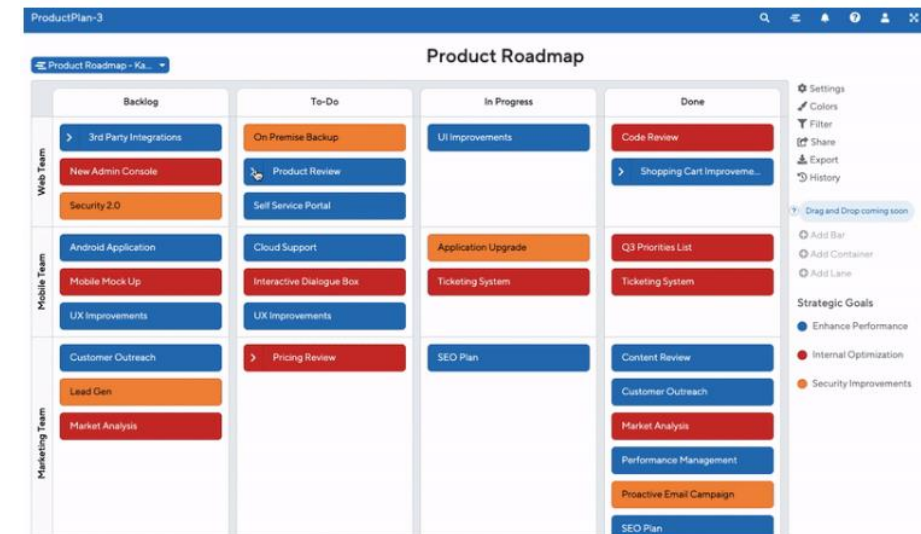 ProductPlan-3
Product Roadmap - Ka...
Product Roadmap
Backlog
To-Do
In Progress
Done
Web Team
3rd Party Integrations
New Admin Console
Security 2.0
On Premise Backup
Product Review
Self Service Portal
UI Improvements
Code Review
Shopping Cart Improveme...
Mobile Team
Android Application
Mobile Mock Up
UX Improvements
Cloud Support
Interactive Dialogue Box
UX Improvements
Application Upgrade
Ticketing System
Q3 Priorities List
Ticketing System
Marketing Team
Customer Outreach
Lead Gen
Market Analysis
Pricing Review
SEO Plan
Content Review
Customer Outreach
Market Analysis
Performance Management
Proactive Email Campaign
SEO Plan
Settings
Colors
Filter
Share
Export
History
Drag and Drop coming soon
Add Bar
Add Container
Add Lane
Strategic Goals
Enhance Performance
Internal Optimization
Security Improvements